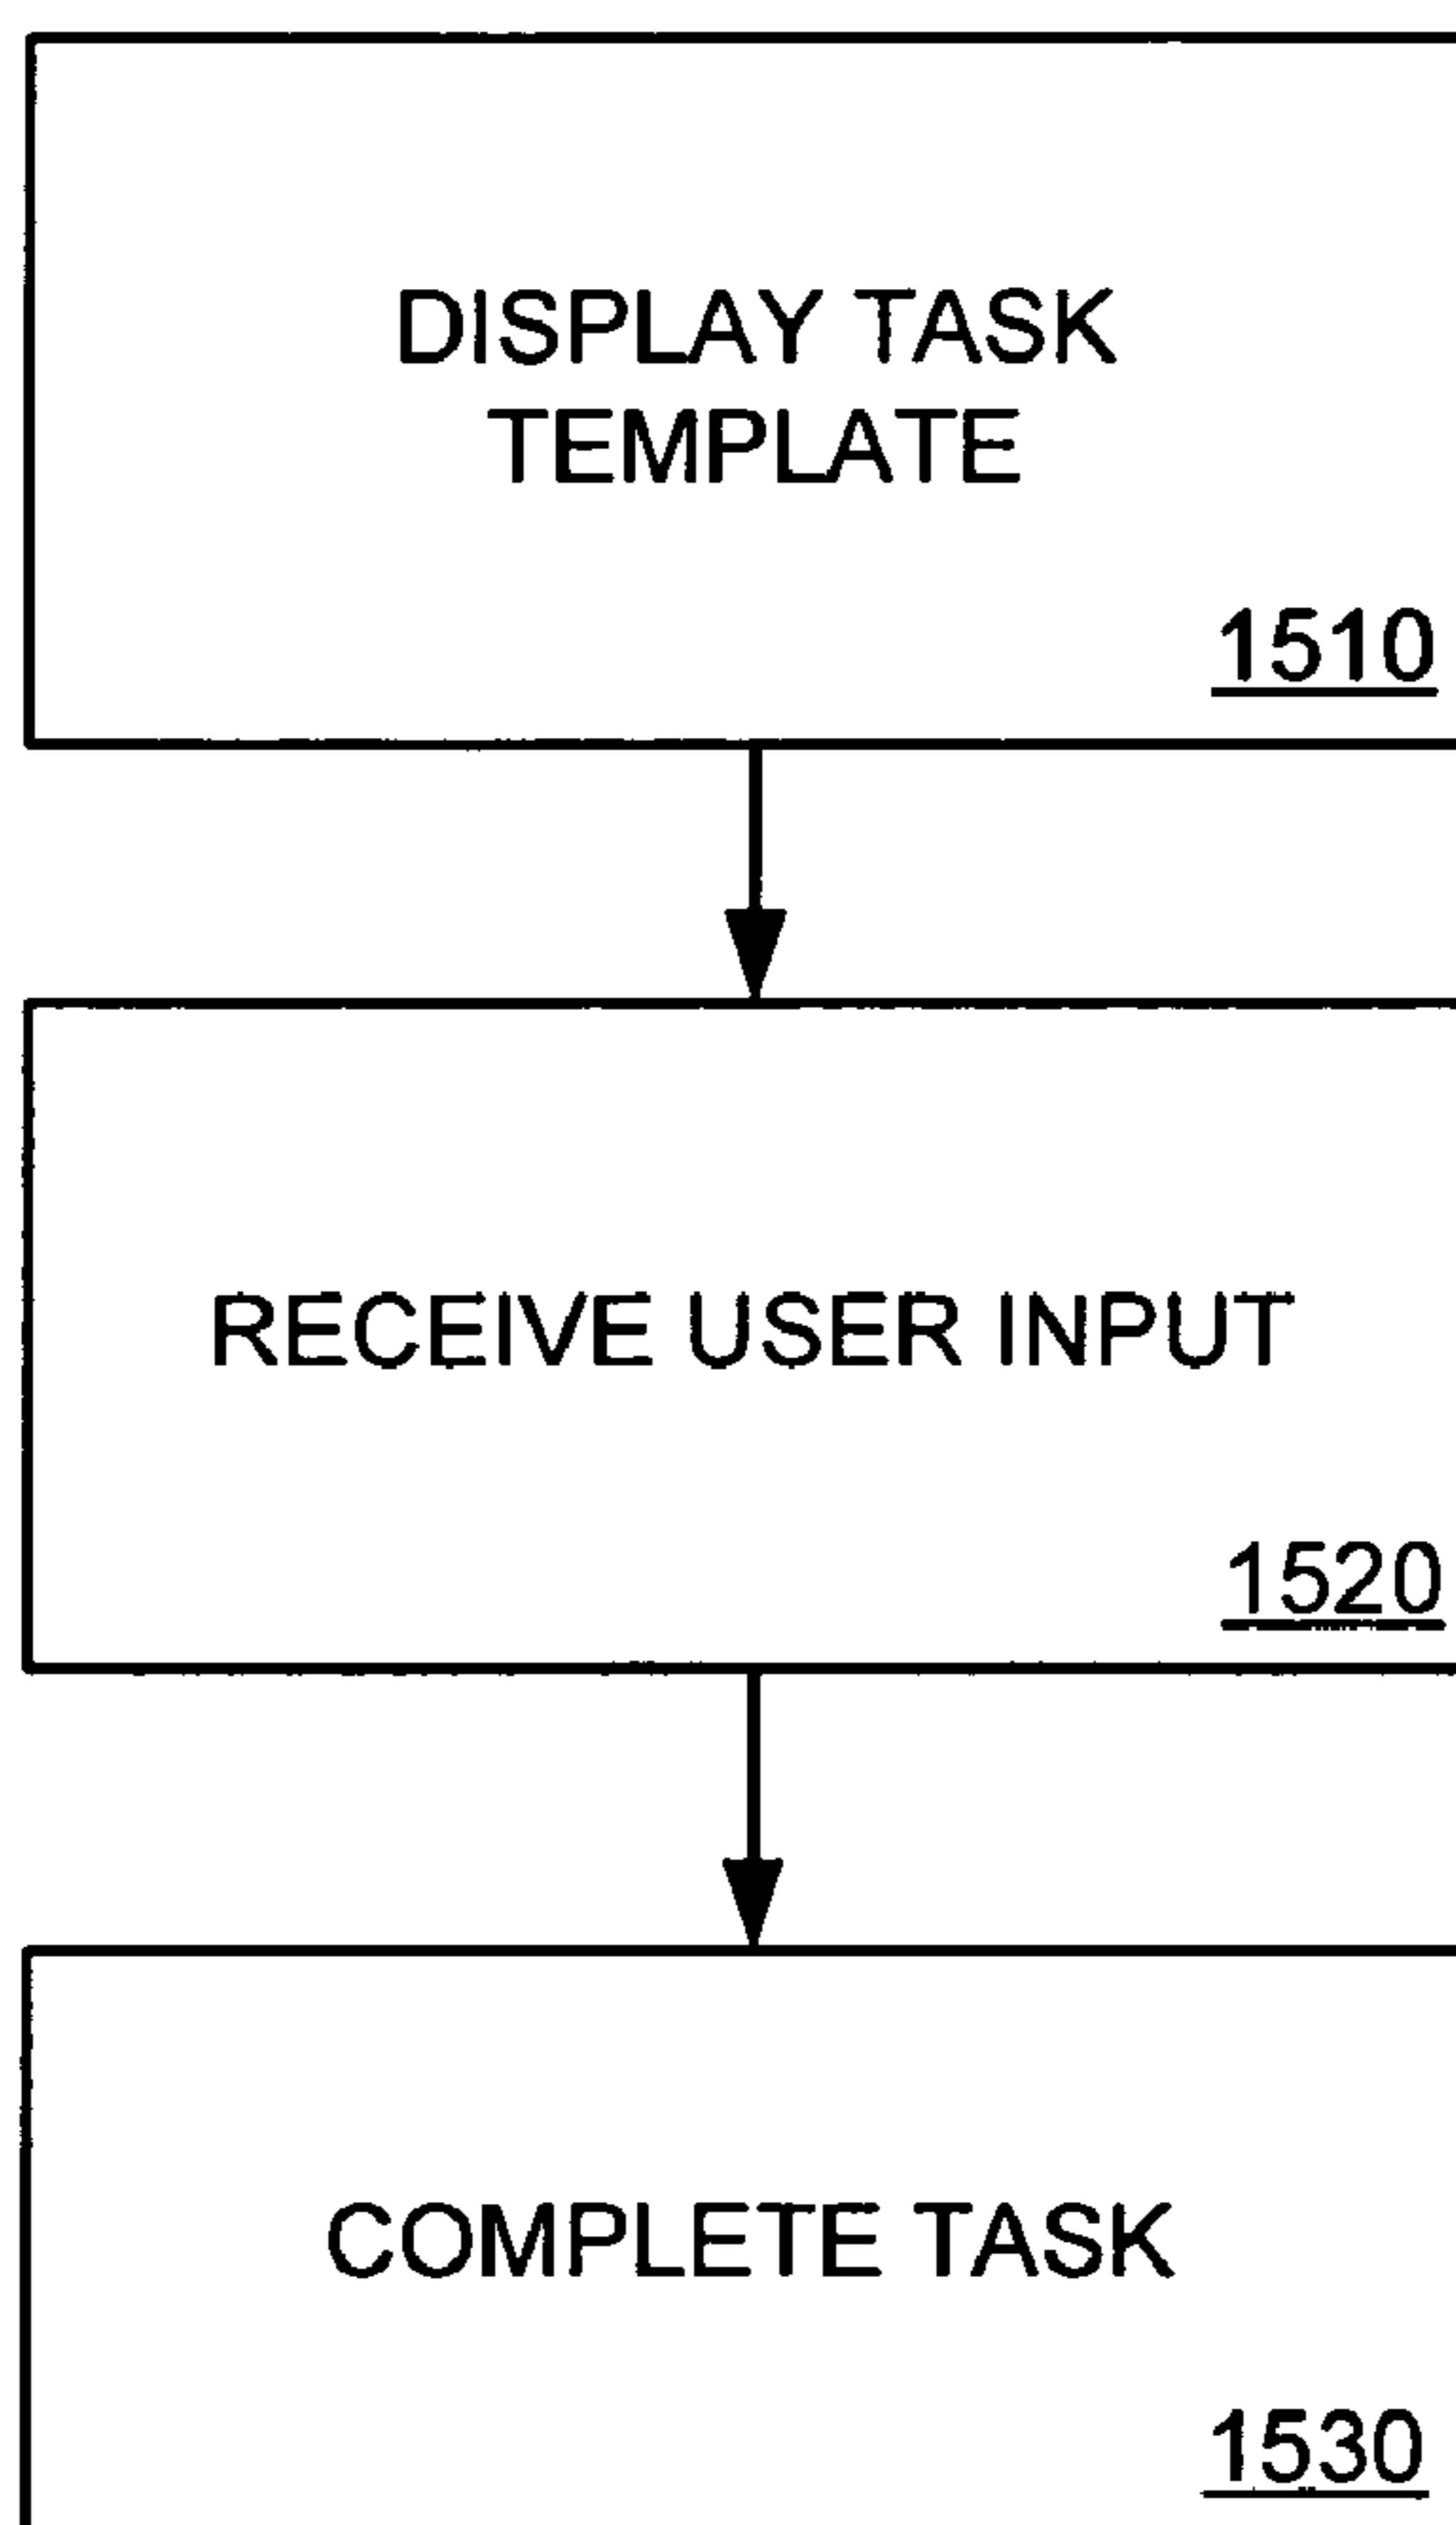 DISPLAY TASK
TEMPLATE
1510
RECEIVE USER INPUT
1520
COMPLETE TASK
1530